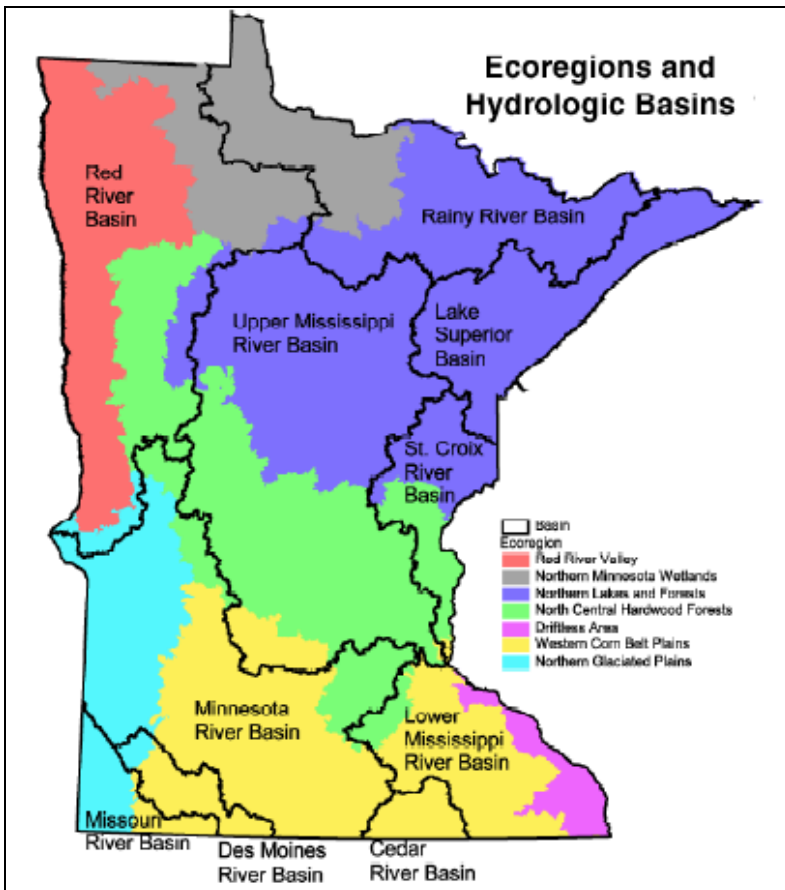 Ecoregions and
Hydrologic Basins
Red
River
Basin
Rainy River Basin
Upper Mississippi
River Basin
Lake
Superior
Basin
St. Croix
River
Basin
Basin
Ecoregion
Red River Valley
Northern Minnesota Wetlands
Northern Lakes and Forests
North Central Hardwood Forests
Driftless Area
Western Corn Belt Plains
Northern Glaciated Plains
Minnesota
River Basin
Lower
Mississippi
River Basin
Missouri
River Basin
Des Moines
River Basin
Cedar
River Basin